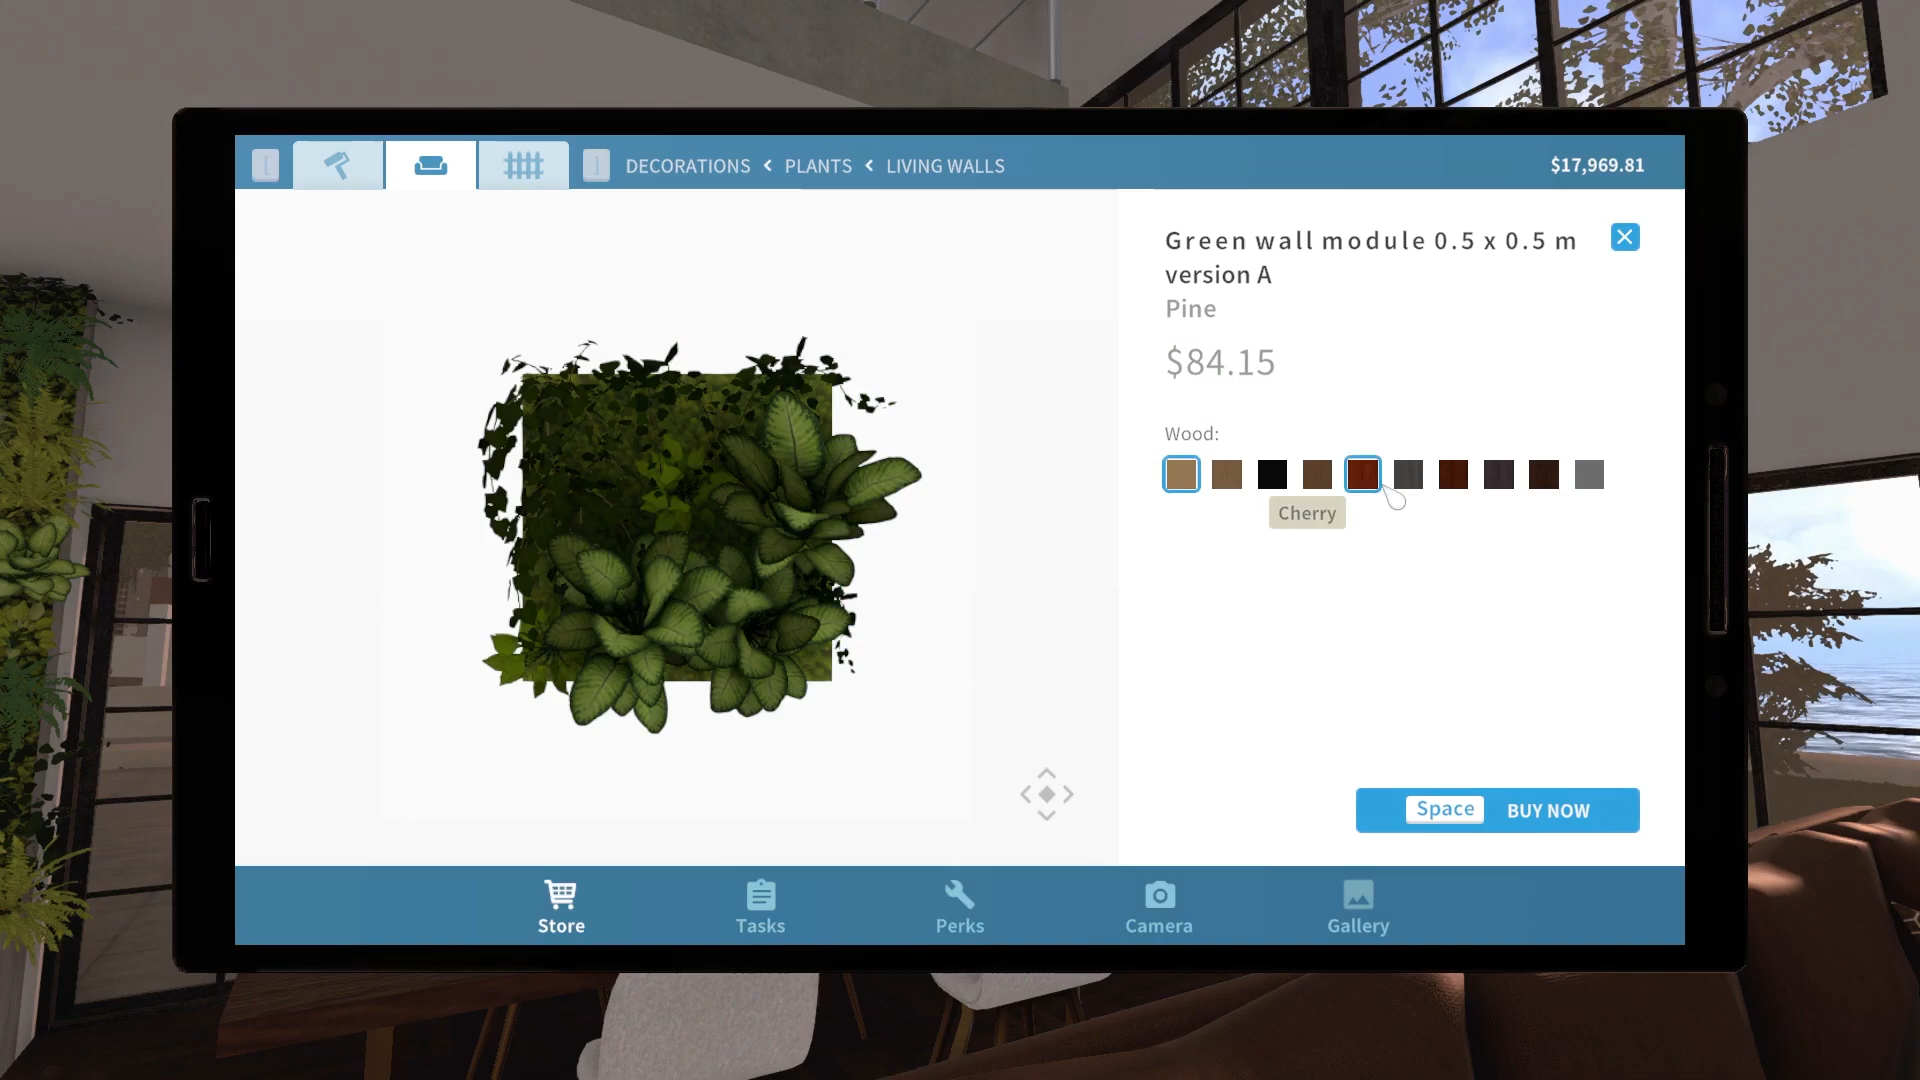 [
]
DECORATIONS < PLANTS < LIVING WALLS
$17,969.81
Green wall module 0.5 x 0.5 m
version A
Pine
$84.15
Wood:
Cherry
Space BUY NOW
Store
Tasks
Perks
Camera
Gallery